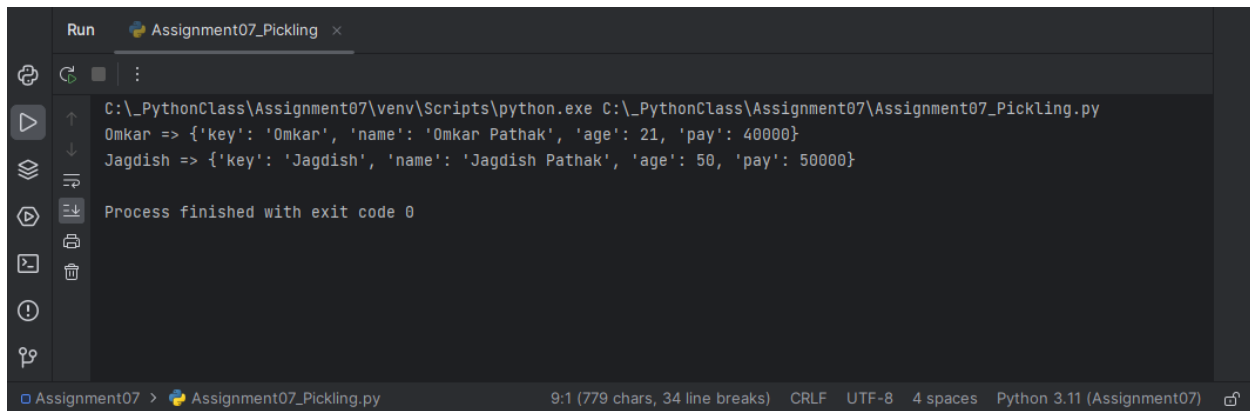 Run Assignment07_Pickling
C:\_PythonClass\Assignment07\venv\Scripts\python.exe C:\_PythonClass\Assignment07\Assignment07_Pickling.py
Omkar => {'key': 'Omkar', 'name': 'Omkar Pathak', 'age': 21, 'pay': 40000}
Jagdish => {'key': 'Jagdish', 'name': 'Jagdish Pathak', 'age': 50, 'pay': 50000}
Process finished with exit code 0
Assignment07 > Assignment07_Pickling.py 9:1 (779 chars, 34 line breaks) CRLF UTF-8 4 spaces Python 3.11 (Assignment07)